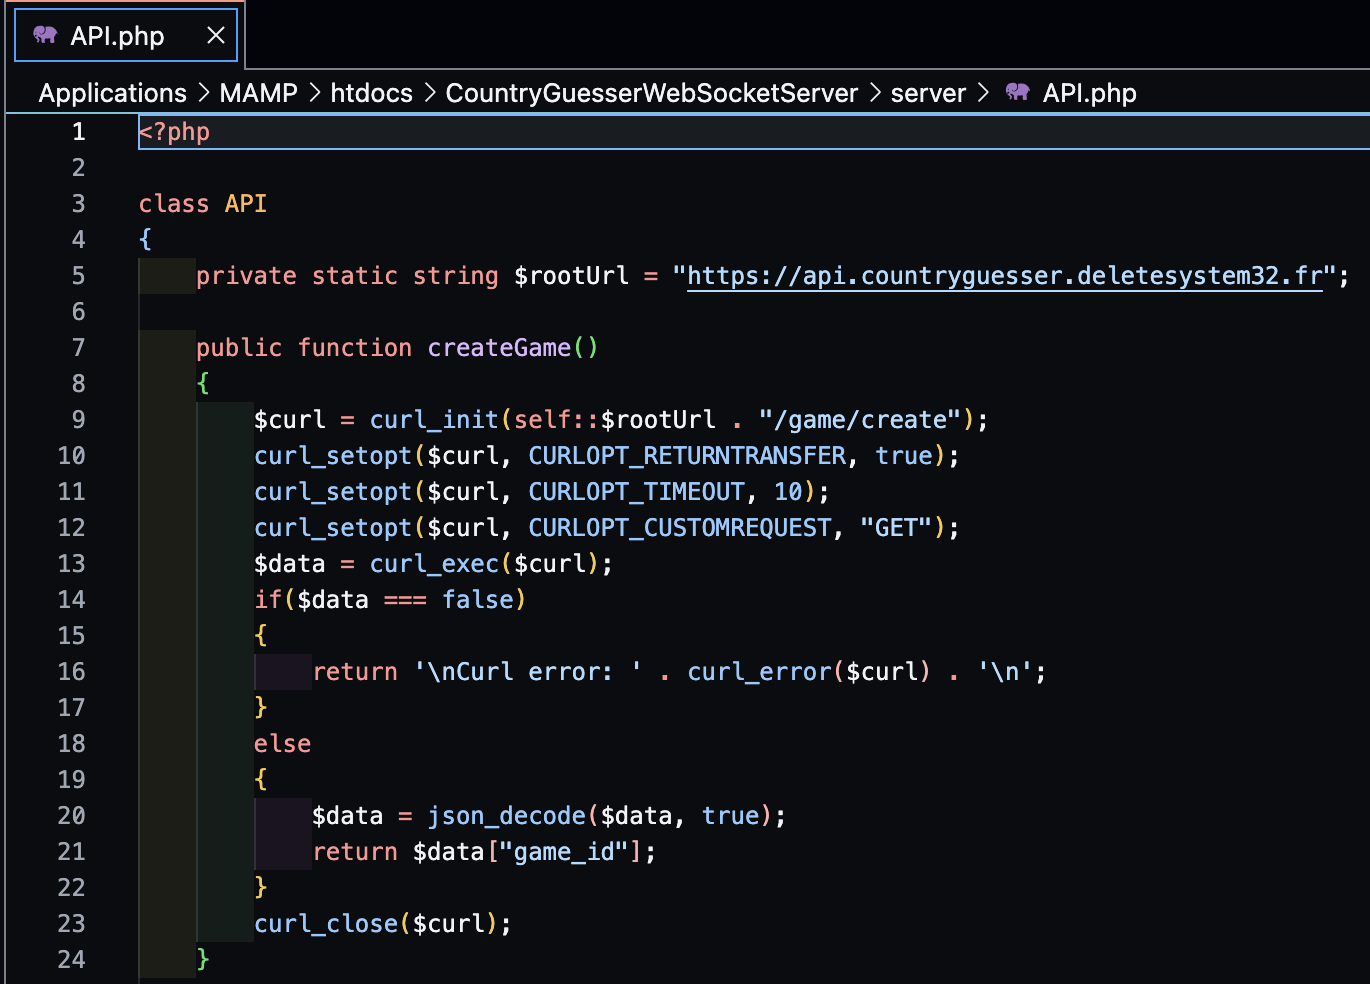 API.php ×
Applications > MAMP > htdocs > CountryGuesserWebSocketServer > server > API.php
1 <?php
2
3 class API
4 {
5     private static string $rootUrl = "https://api.countryguesser.deletesystem32.fr";
6
7     public function createGame()
8     {
9         $curl = curl_init(self::$rootUrl . "/game/create");
10         curl_setopt($curl, CURLOPT_RETURNTRANSFER, true);
11         curl_setopt($curl, CURLOPT_TIMEOUT, 10);
12         curl_setopt($curl, CURLOPT_CUSTOMREQUEST, "GET");
13         $data = curl_exec($curl);
14         if($data === false)
15         {
16             return '\nCurl error: ' . curl_error($curl) . '\n';
17         }
18         else
19         {
20             $data = json_decode($data, true);
21             return $data["game_id"];
22         }
23         curl_close($curl);
24     }